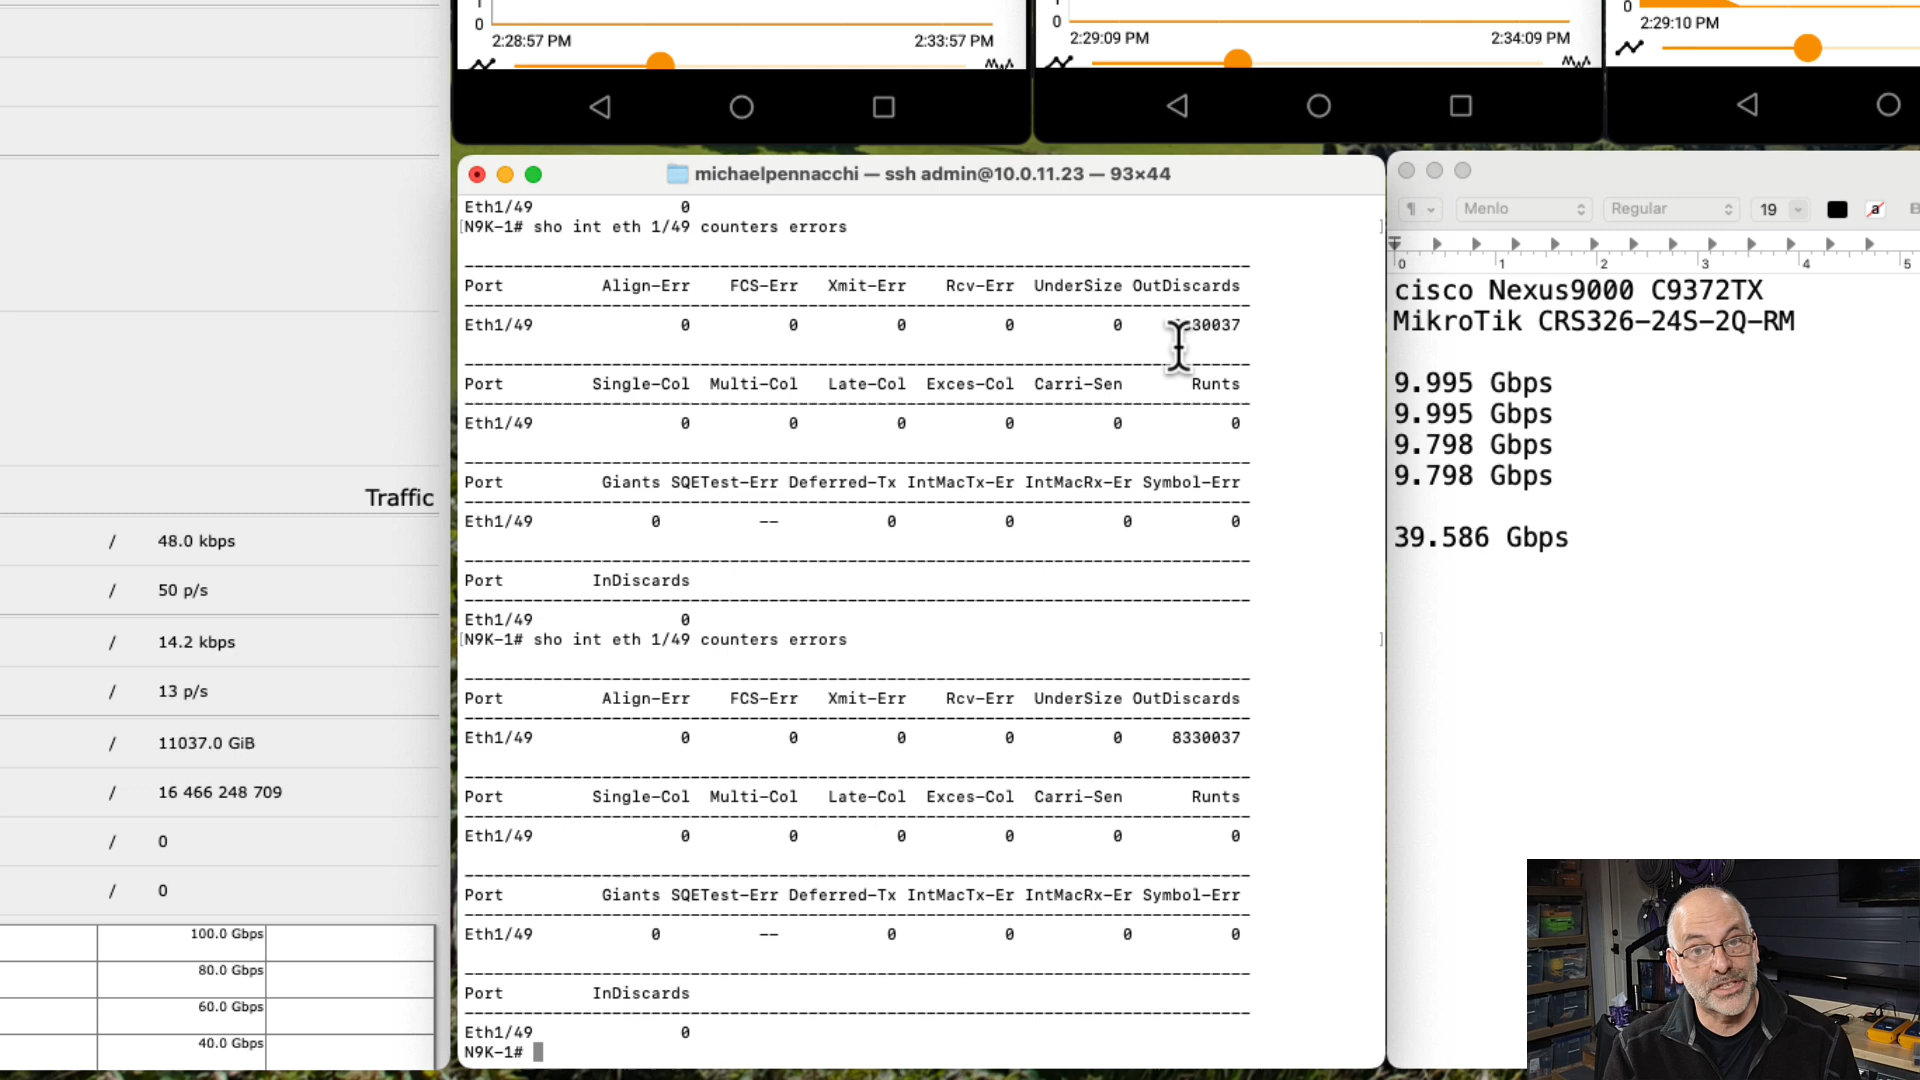 0
2:28:57 PM 2:33:57 PM
0
2:29:09 PM 2:34:09 PM
0
2:29:10 PM
Traffic
/ 48.0 kbps
/ 50 p/s
/ 14.2 kbps
/ 13 p/s
/ 11037.0 GiB
/ 16 466 248 709
/ 0
/ 0
100.0 Gbps
80.0 Gbps
60.0 Gbps
40.0 Gbps
michaelpennacchi — ssh admin@10.0.11.23 — 93×44
Eth1/49 0
[N9K-1# sho int eth 1/49 counters errors ]
--------------------------------------------------------------------------------
Port Align-Err FCS-Err Xmit-Err Rcv-Err UnderSize OutDiscards
--------------------------------------------------------------------------------
Eth1/49 0 0 0 0 0 30037
--------------------------------------------------------------------------------
Port Single-Col Multi-Col Late-Col Exces-Col Carri-Sen Runts
--------------------------------------------------------------------------------
Eth1/49 0 0 0 0 0 0
--------------------------------------------------------------------------------
Port Giants SQETest-Err Deferred-Tx IntMacTx-Er IntMacRx-Er Symbol-Err
--------------------------------------------------------------------------------
Eth1/49 0 -- 0 0 0 0
--------------------------------------------------------------------------------
Port InDiscards
--------------------------------------------------------------------------------
Eth1/49 0
[N9K-1# sho int eth 1/49 counters errors ]
--------------------------------------------------------------------------------
Port Align-Err FCS-Err Xmit-Err Rcv-Err UnderSize OutDiscards
--------------------------------------------------------------------------------
Eth1/49 0 0 0 0 0 8330037
--------------------------------------------------------------------------------
Port Single-Col Multi-Col Late-Col Exces-Col Carri-Sen Runts
--------------------------------------------------------------------------------
Eth1/49 0 0 0 0 0 0
--------------------------------------------------------------------------------
Port Giants SQETest-Err Deferred-Tx IntMacTx-Er IntMacRx-Er Symbol-Err
--------------------------------------------------------------------------------
Eth1/49 0 -- 0 0 0 0
--------------------------------------------------------------------------------
Port InDiscards
--------------------------------------------------------------------------------
Eth1/49 0
N9K-1#
¶ Menlo Regular 19 a B
0 1 2 3 4 5
cisco Nexus9000 C9372TX
MikroTik CRS326-24S-2Q-RM
9.995 Gbps
9.995 Gbps
9.798 Gbps
9.798 Gbps
39.586 Gbps